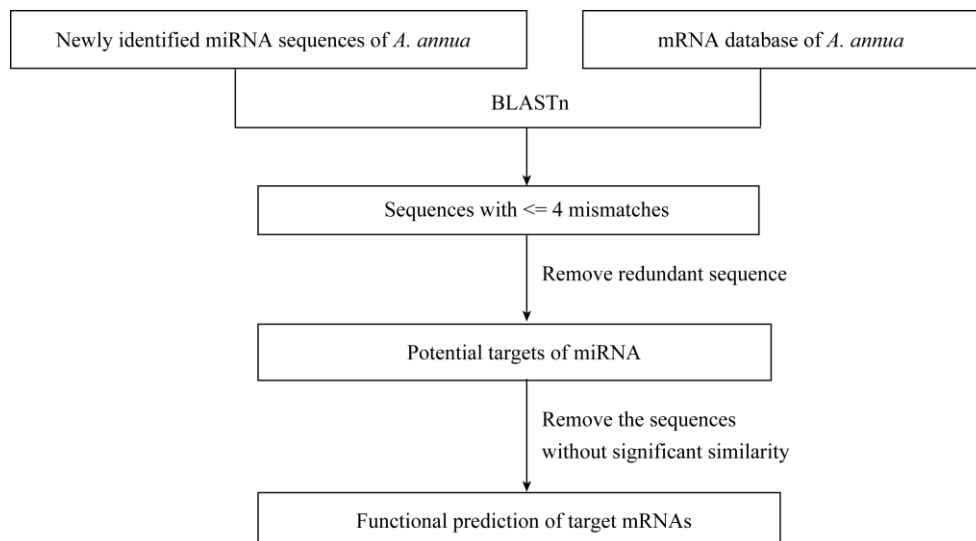 Newly identified miRNA sequences of A. annua
mRNA database of A. annua
BLASTn
Sequences with <= 4 mismatches
Remove redundant sequence
Potential targets of miRNA
Remove the sequences
without significant similarity
Functional prediction of target mRNAs